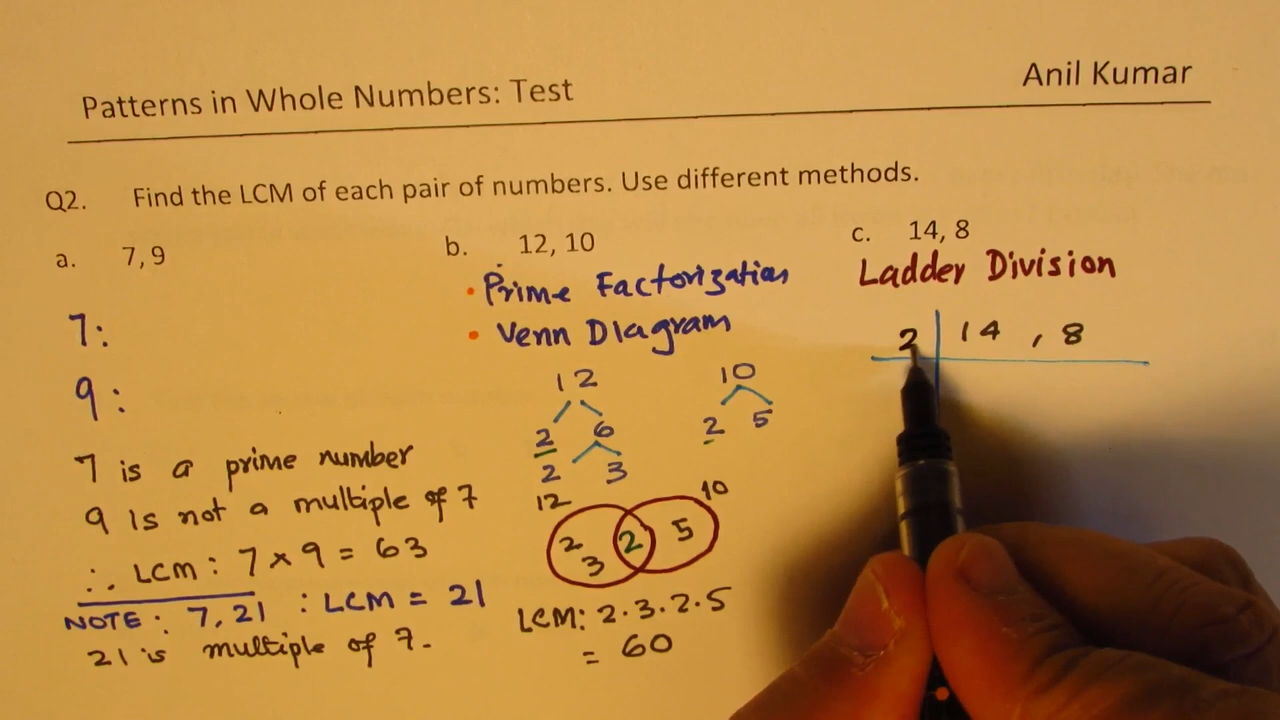 Patterns in Whole Numbers: Test
Anil Kumar
Q2. Find the LCM of each pair of numbers. Use different methods.
a. 7, 9
7:
9:
7 is a prime number
9 is not a multiple of 7
∴ LCM: 7 × 9 = 63
NOTE: 7, 21 : LCM = 21
21 is multiple of 7.
b. 12, 10
• Prime Factorization
• Venn Diagram
12 10
2 6 2 5
2 3
12 10
2 3 2 5
LCM: 2.3.2.5
= 60
c. 14, 8
Ladder Division
2 14 , 8